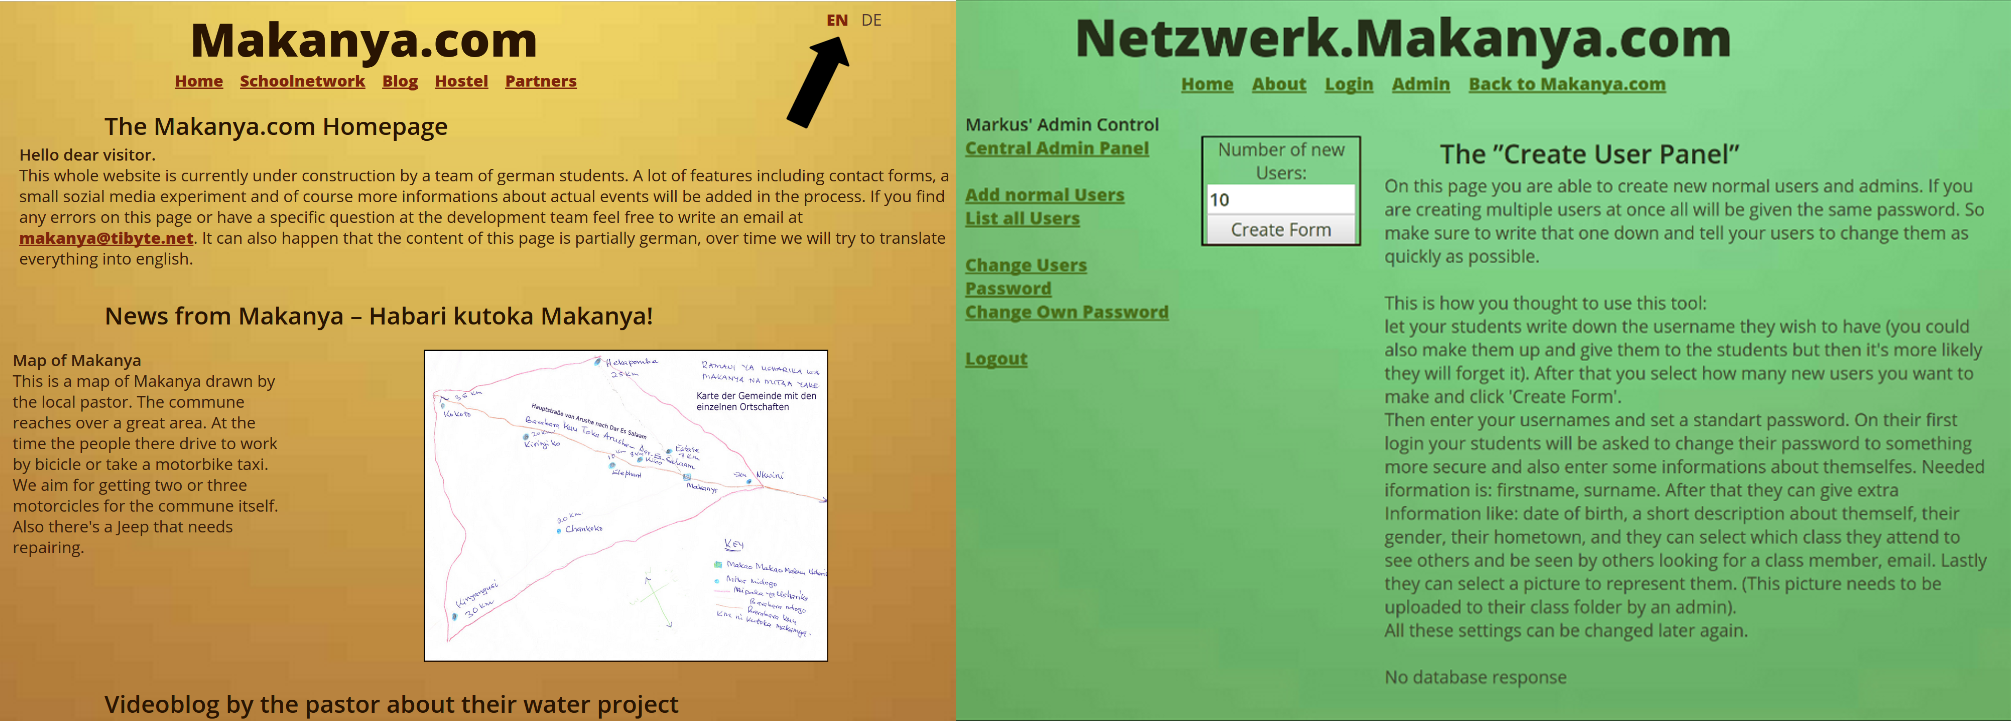 EN DE
Makanya.com
Home Schoolnetwork Blog Hostel Partners
The Makanya.com Homepage
Hello dear visitor.
This whole website is currently under construction by a team of german students. A lot of features including contact forms, a
small sozial media experiment and of course more informations about actual events will be added in the process. If you find
any errors on this page or have a specific question at the development team feel free to write an email at
makanya@tibyte.net. It can also happen that the content of this page is partially german, over time we will try to translate
everything into english.
News from Makanya – Habari kutoka Makanya!
Map of Makanya
This is a map of Makanya drawn by
the local pastor. The commune
reaches over a great area. At the
time the people there drive to work
by bicicle or take a motorbike taxi.
We aim for getting two or three
motorcicles for the commune itself.
Also there's a Jeep that needs
repairing.
25km
RAMANI YA USHARIKA WA
MAKANYA NA MITAA YAKE
Karte der Gemeinde mit den
einzelnen Ortschaften
36 km
Kokoto
Hauptstraße von Arusha nach Dar Es Salaam
Estate
Elephant
Makanya
Nkwini
20km
Chankoko
30km
KEY
Videoblog by the pastor about their water project
Netzwerk.Makanya.com
Home About Login Admin Back to Makanya.com
Markus' Admin Control
Central Admin Panel
Add normal Users
List all Users
Change Users
Password
Change Own Password
Logout
Number of new
Users:
10
Create Form
The ”Create User Panel”
On this page you are able to create new normal users and admins. If you
are creating multiple users at once all will be given the same password. So
make sure to write that one down and tell your users to change them as
quickly as possible.
This is how you thought to use this tool:
let your students write down the username they wish to have (you could
also make them up and give them to the students but then it's more likely
they will forget it). After that you select how many new users you want to
make and click 'Create Form'.
Then enter your usernames and set a standart password. On their first
login your students will be asked to change their password to something
more secure and also enter some informations about themselfes. Needed
iformation is: firstname, surname. After that they can give extra
Information like: date of birth, a short description about themself, their
gender, their hometown, and they can select which class they attend to
see others and be seen by others looking for a class member, email. Lastly
they can select a picture to represent them. (This picture needs to be
uploaded to their class folder by an admin).
All these settings can be changed later again.
No database response